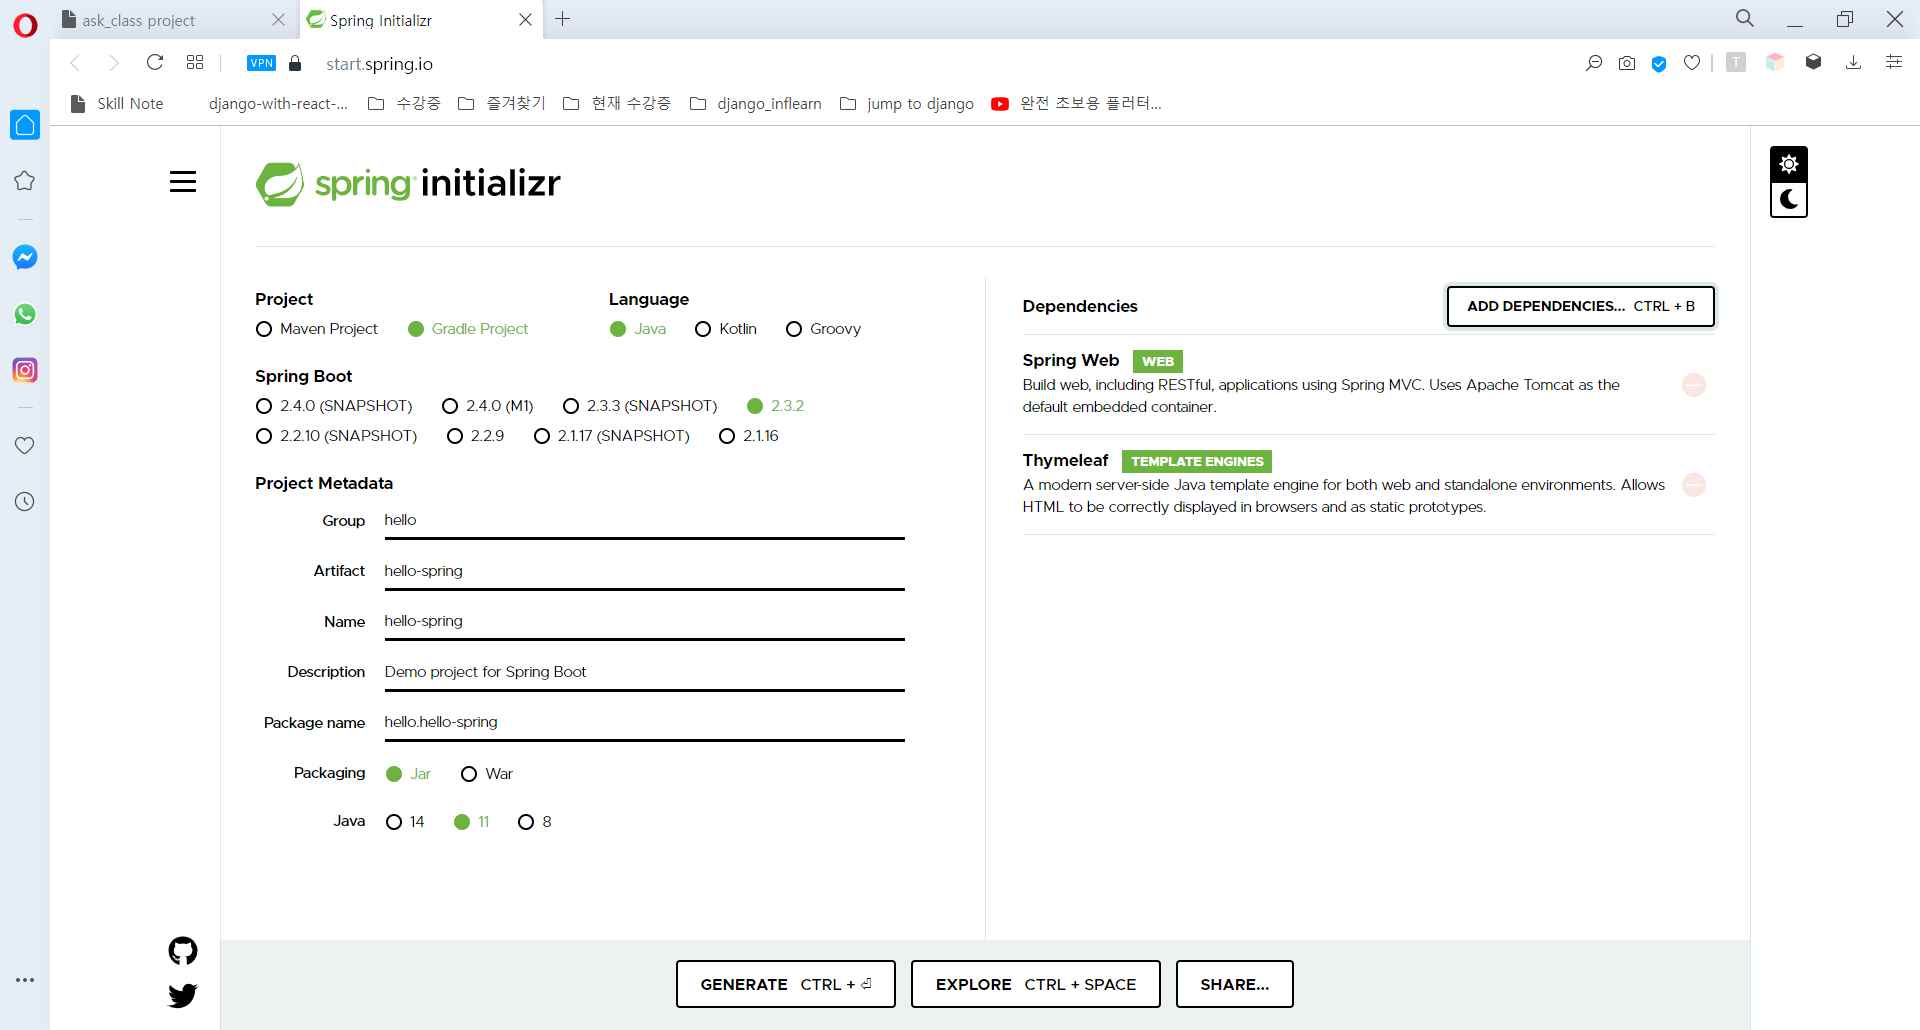 ask_class project
Spring Initializr
VPN
start.spring.io
T
Skill Note
django-with-react-...
수강중
즐겨찾기
현재 수강중
django_inflearn
jump to django
완전 초보용 플러터...
spring initializr
Project
Maven Project
Gradle Project
Language
Java
Kotlin
Groovy
Spring Boot
2.4.0 (SNAPSHOT)
2.4.0 (M1)
2.3.3 (SNAPSHOT)
2.3.2
2.2.10 (SNAPSHOT)
2.2.9
2.1.17 (SNAPSHOT)
2.1.16
Project Metadata
Group hello
Artifact hello-spring
Name hello-spring
Description Demo project for Spring Boot
Package name hello.hello-spring
Packaging Jar War
Java 14 11 8
Dependencies
ADD DEPENDENCIES... CTRL + B
Spring Web WEB
Build web, including RESTful, applications using Spring MVC. Uses Apache Tomcat as the
default embedded container.
Thymeleaf TEMPLATE ENGINES
A modern server-side Java template engine for both web and standalone environments. Allows
HTML to be correctly displayed in browsers and as static prototypes.
GENERATE CTRL + ⏎
EXPLORE CTRL + SPACE
SHARE...